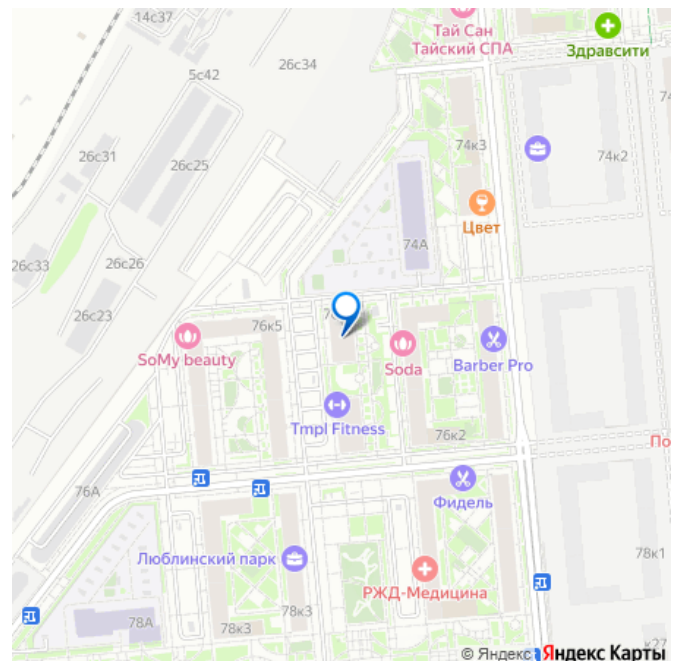 14с37
Тай Сан
Тайский СПА
Здравсити
26с34
5с42
74к3
74к2
26с31
26с25
Цвет
74А
26с33
26с26
26с23
76к5
SoMy beauty
Soda
Barber Pro
Tmpl Fitness
76к2
По
76А
Фидель
Люблинский парк
РЖД-Медицина
78к1
78А
78к3
78к3
к27
© Яндекс
Яндекс Карты